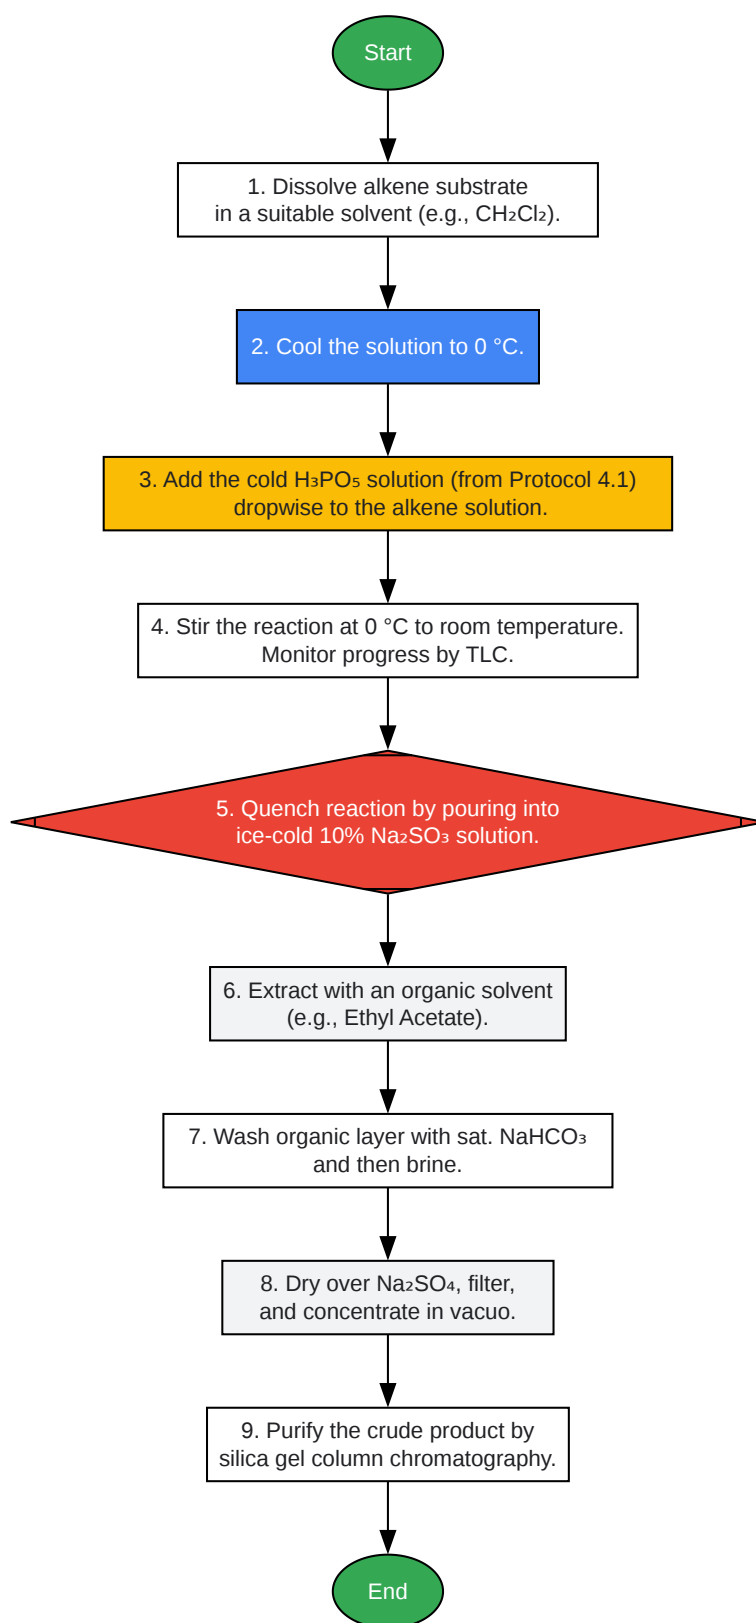 Start
1. Dissolve alkene substrate
in a suitable solvent (e.g., CH₂Cl₂).
2. Cool the solution to 0 °C.
3. Add the cold H₃PO₅ solution (from Protocol 4.1)
dropwise to the alkene solution.
4. Stir the reaction at 0 °C to room temperature.
Monitor progress by TLC.
5. Quench reaction by pouring into
ice-cold 10% Na₂SO₃ solution.
6. Extract with an organic solvent
(e.g., Ethyl Acetate).
7. Wash organic layer with sat. NaHCO₃
and then brine.
8. Dry over Na₂SO₄, filter,
and concentrate in vacuo.
9. Purify the crude product by
silica gel column chromatography.
End